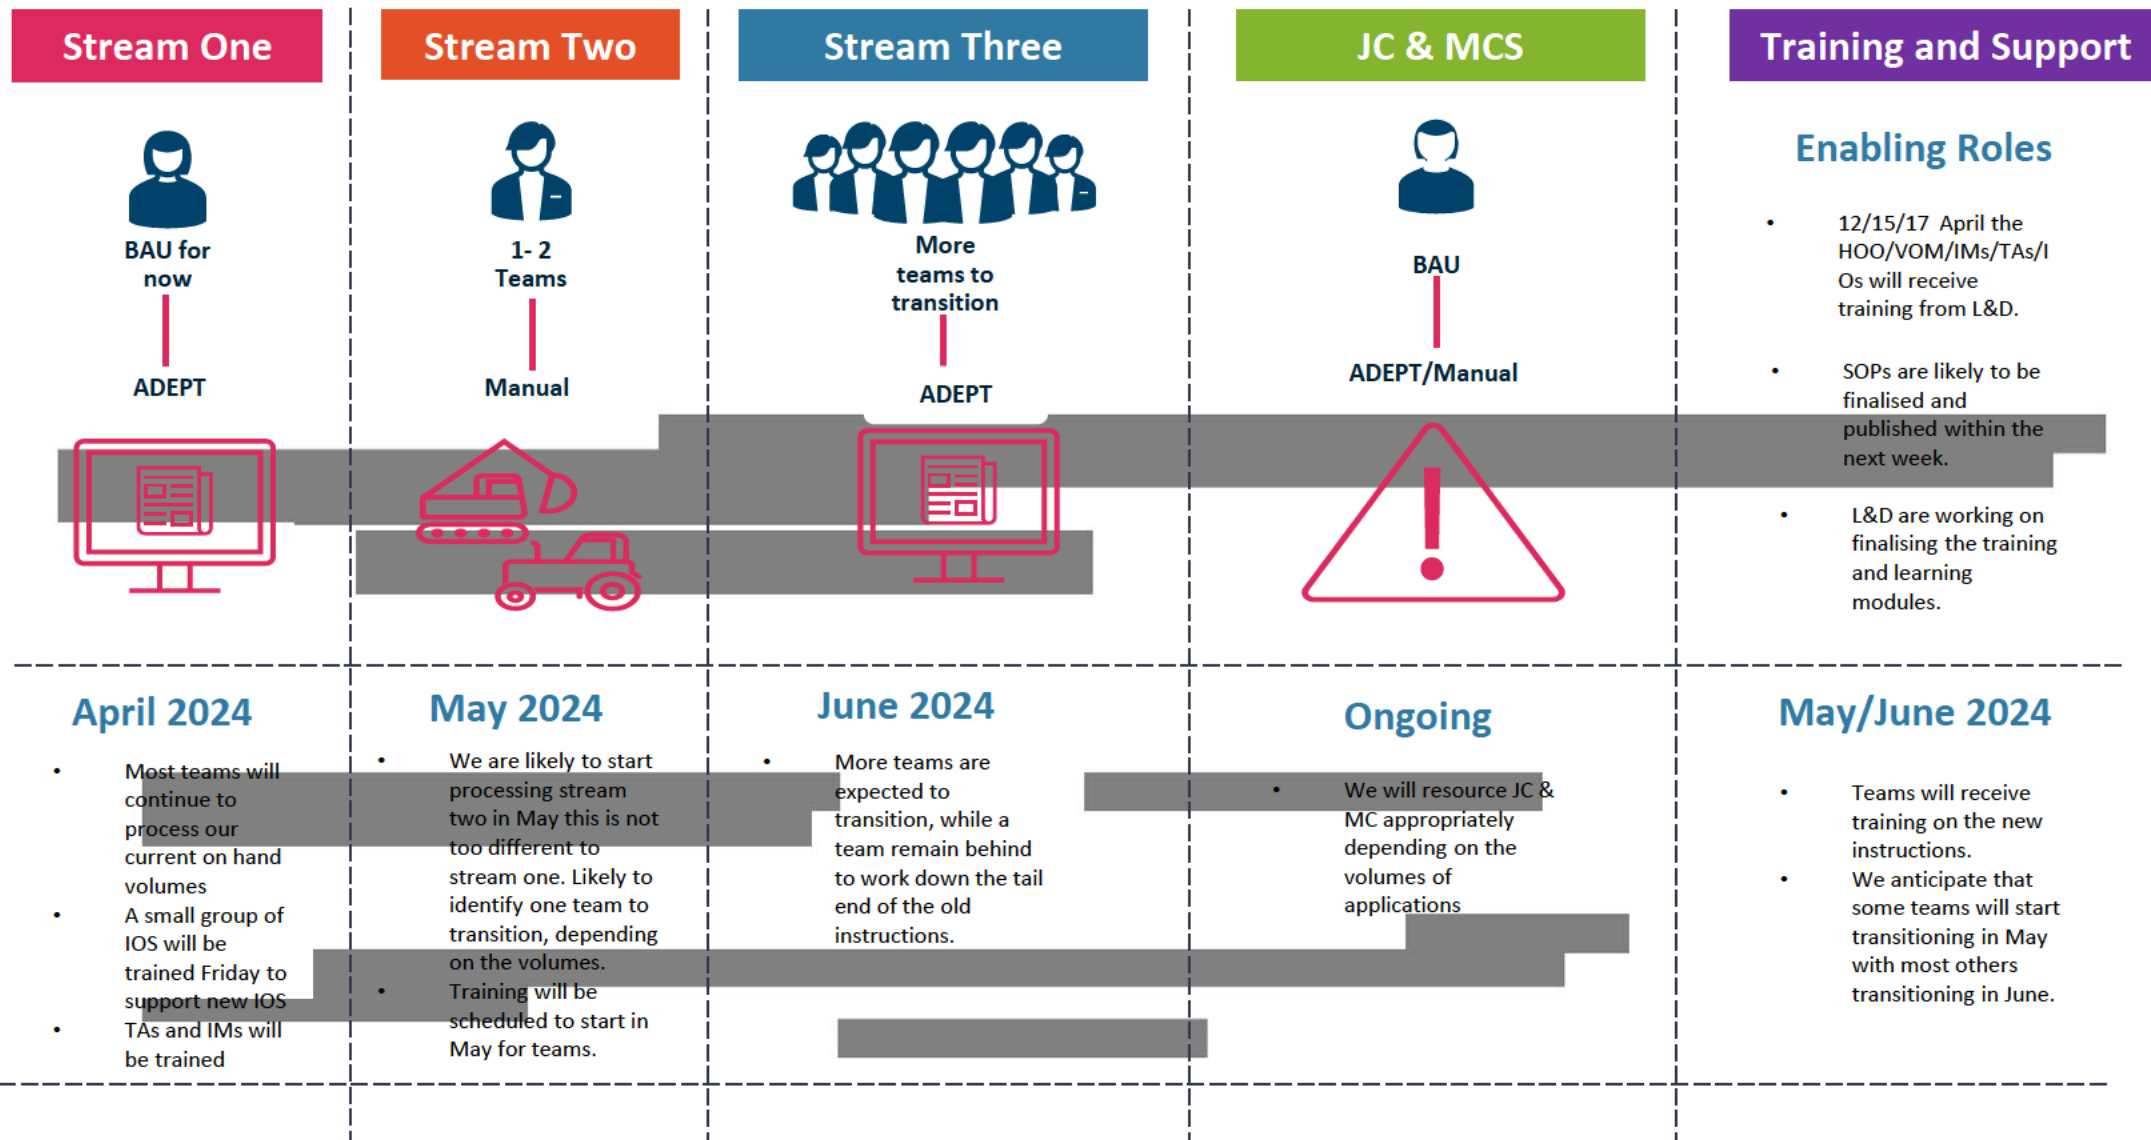 Stream One
BAU for
now
ADEPT
Stream Two
1- 2
Teams
Manual
Stream Three
More
teams to
transition
ADEPT
JC & MCS
BAU
ADEPT/Manual
Training and Support
Enabling Roles
• 12/15/17 April the
HOO/VOM/IMs/TAs/I
Os will receive
training from L&D.
• SOPs are likely to be
finalised and
published within the
next week.
• L&D are working on
finalising the training
and learning
modules.
April 2024
• Most teams will
continue to
process our
current on hand
volumes
• A small group of
IOS will be
trained Friday to
support new IOS
• TAs and IMs will
be trained
May 2024
• We are likely to start
processing stream
two in May this is not
too different to
stream one. Likely to
identify one team to
transition, depending
on the volumes.
• Training will be
scheduled to start in
May for teams.
June 2024
• More teams are
expected to
transition, while a
team remain behind
to work down the tail
end of the old
instructions.
Ongoing
• We will resource JC &
MC appropriately
depending on the
volumes of
applications
May/June 2024
• Teams will receive
training on the new
instructions.
• We anticipate that
some teams will start
transitioning in May
with most others
transitioning in June.